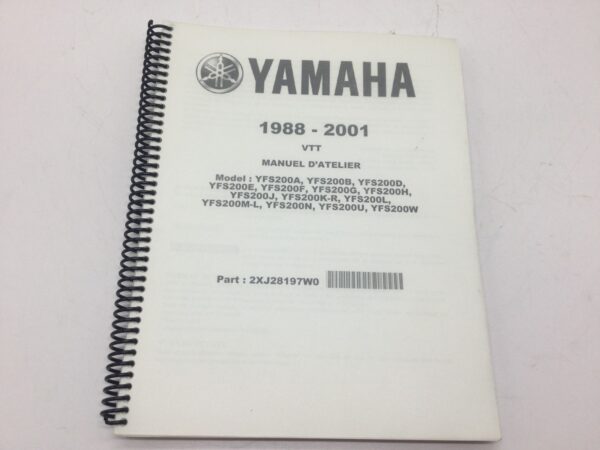 YAMAHA
1988 - 2001
VTT
MANUEL D'ATELIER
Model : YFS200A, YFS200B, YFS200D,
YFS200E, YFS200F, YFS200G, YFS200H,
YFS200J, YFS200K-R, YFS200L,
YFS200M-L, YFS200N, YFS200U, YFS200W
Part : 2XJ28197W0